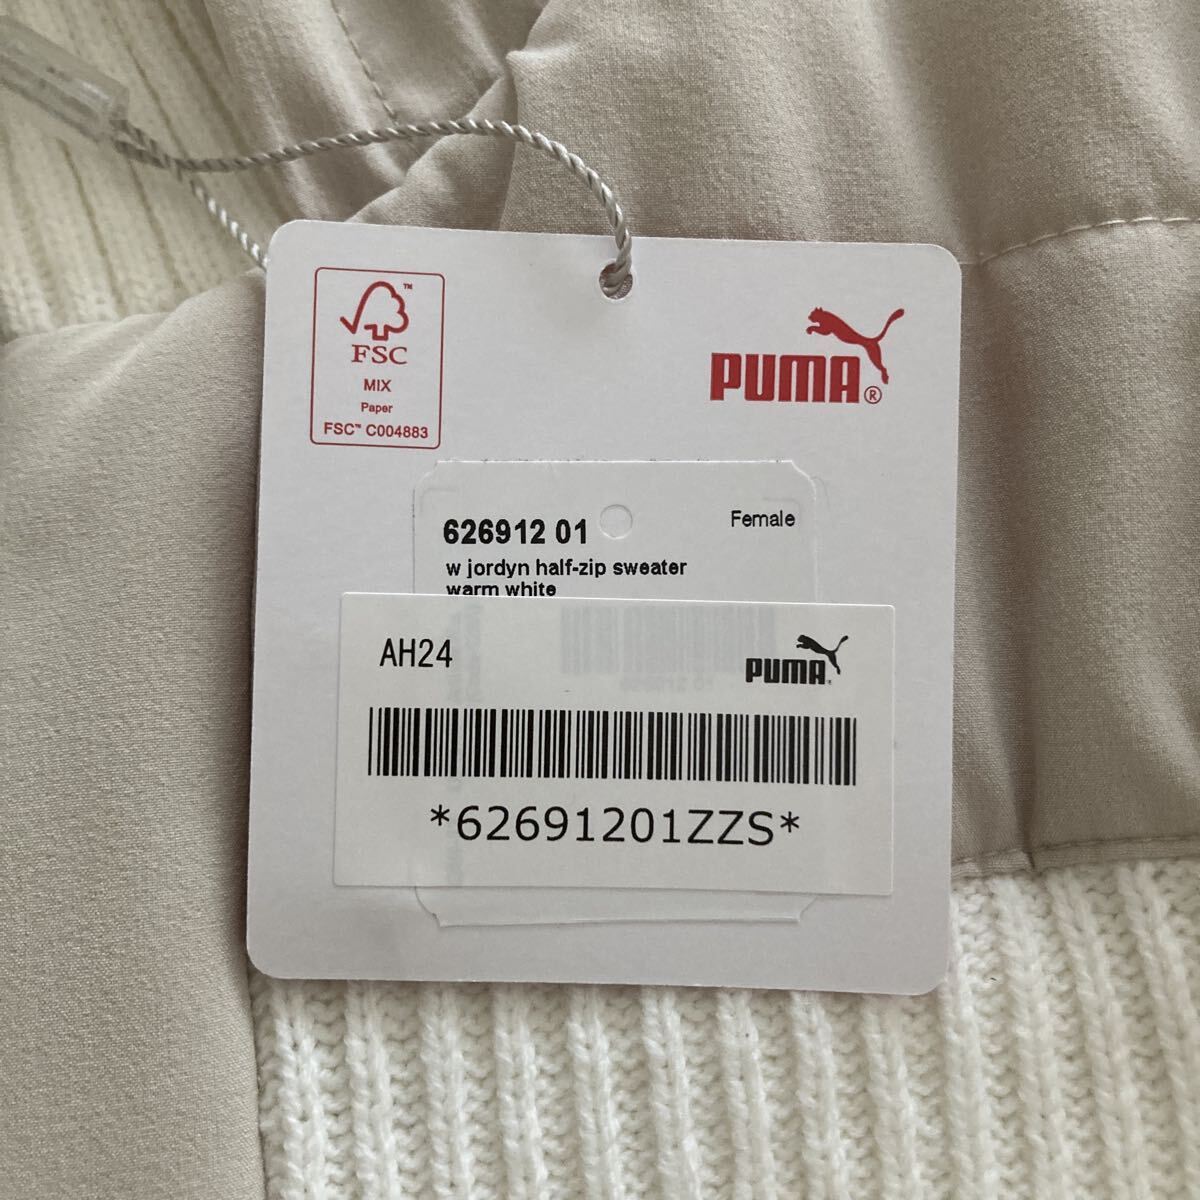 FSC
MIX
Paper
FSC™ C004883
PUMA®
626912 01
Female
w jordyn half-zip sweater
warm white
AH24
PUMA
*62691201ZZS*